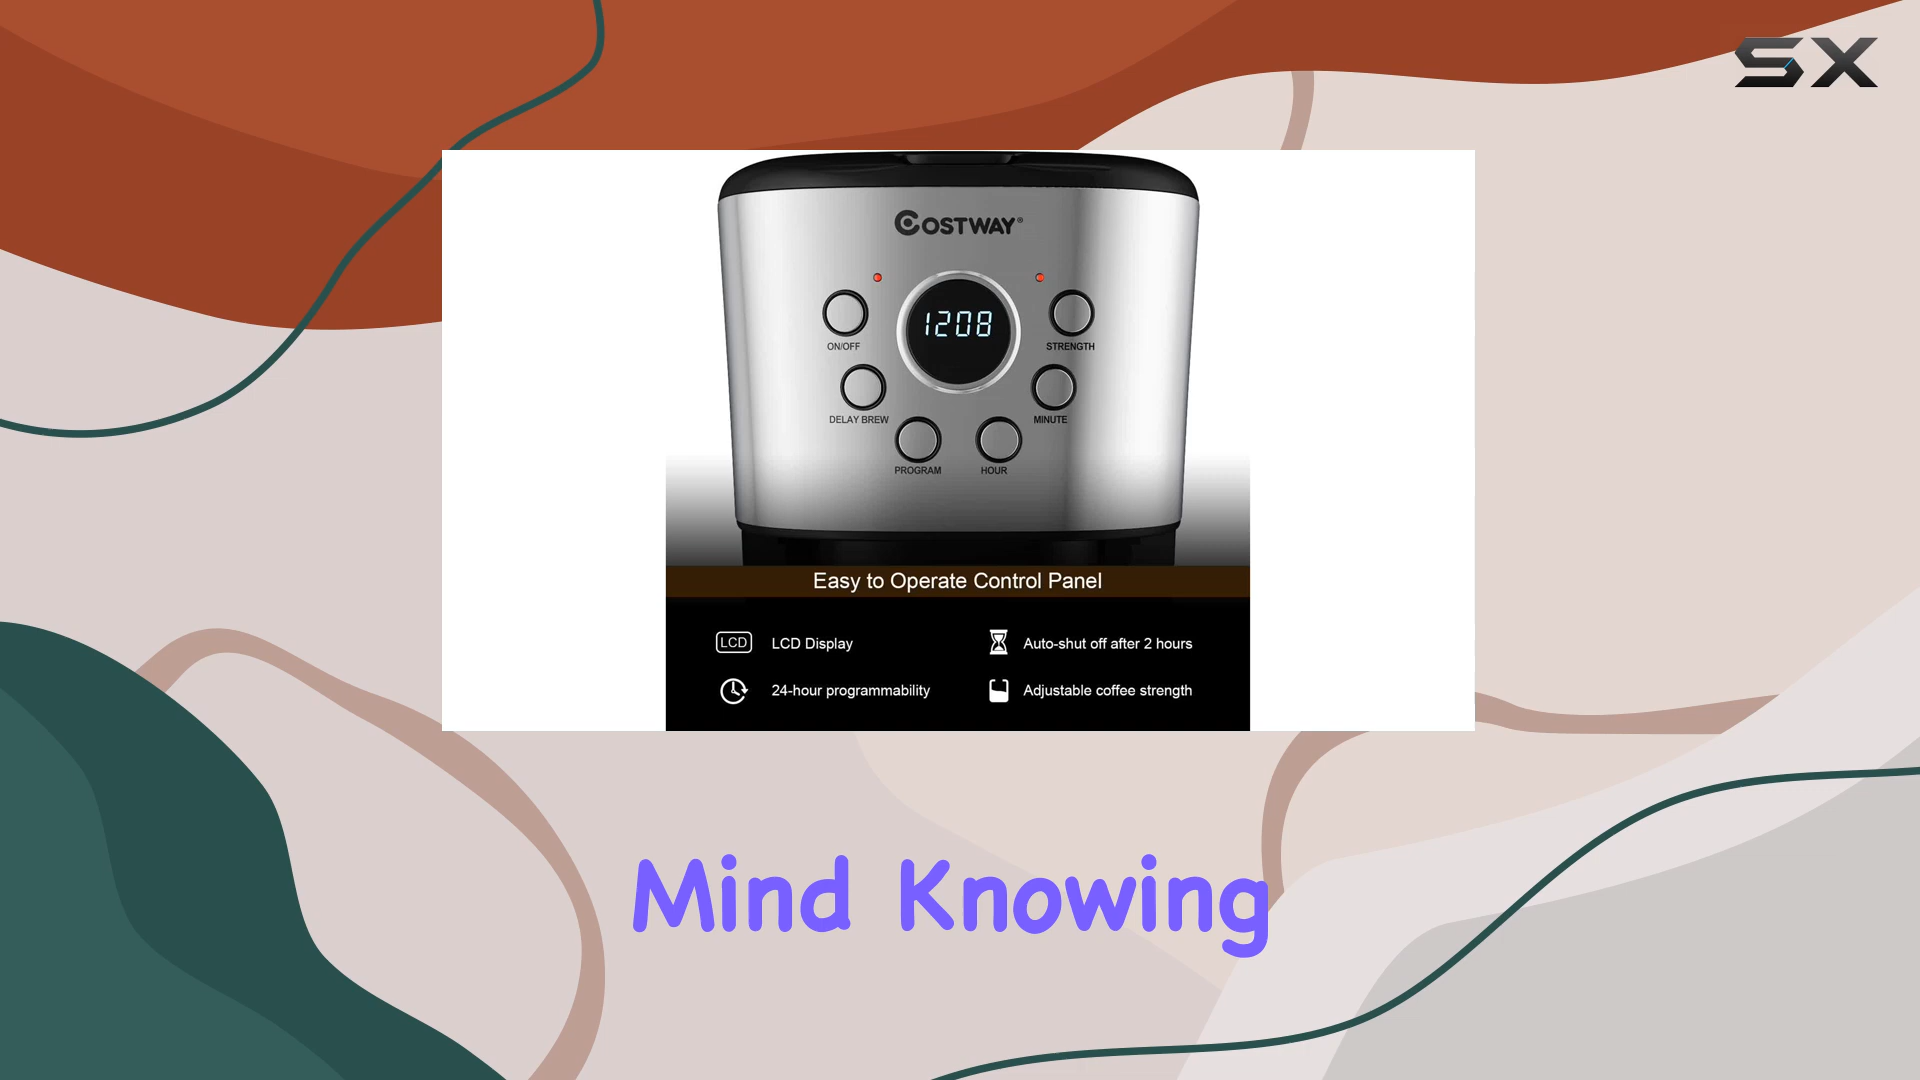 SX
COSTWAY®
1208
ON/OFF
STRENGTH
DELAY BREW
MINUTE
PROGRAM
HOUR
Easy to Operate Control Panel
LCD
LCD Display
Auto-shut off after 2 hours
24-hour programmability
Adjustable coffee strength
Mind Knowing